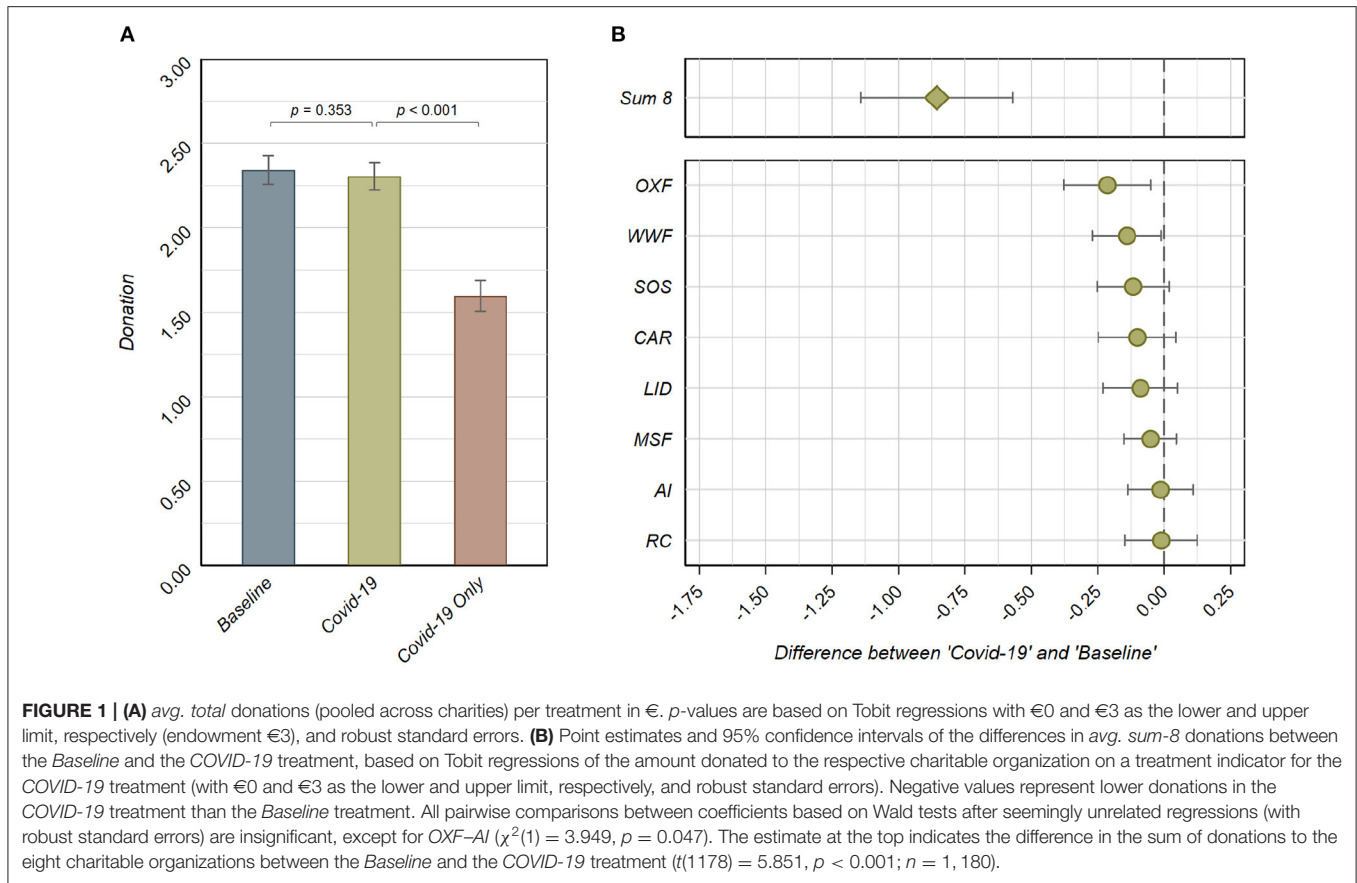 A
B
3.00
2.50
2.00
1.50
1.00
0.50
0.00
Donation
p = 0.353
p < 0.001
Baseline
Covid-19
Covid-19 Only
Sum 8
OXF
WWF
SOS
CAR
LID
MSF
AI
RC
-1.75
-1.50
-1.25
-1.00
-0.75
-0.50
-0.25
0.00
0.25
Difference between 'Covid-19' and 'Baseline'
FIGURE 1 | (A) avg. total donations (pooled across charities) per treatment in €. p-values are based on Tobit regressions with €0 and €3 as the lower and upper
limit, respectively (endowment €3), and robust standard errors. (B) Point estimates and 95% confidence intervals of the differences in avg. sum-8 donations between
the Baseline and the COVID-19 treatment, based on Tobit regressions of the amount donated to the respective charitable organization on a treatment indicator for the
COVID-19 treatment (with €0 and €3 as the lower and upper limit, respectively, and robust standard errors). Negative values represent lower donations in the
COVID-19 treatment than the Baseline treatment. All pairwise comparisons between coefficients based on Wald tests after seemingly unrelated regressions (with
robust standard errors) are insignificant, except for OXF–AI (χ²(1) = 3.949, p = 0.047). The estimate at the top indicates the difference in the sum of donations to the
eight charitable organizations between the Baseline and the COVID-19 treatment (t(1178) = 5.851, p < 0.001; n = 1, 180).